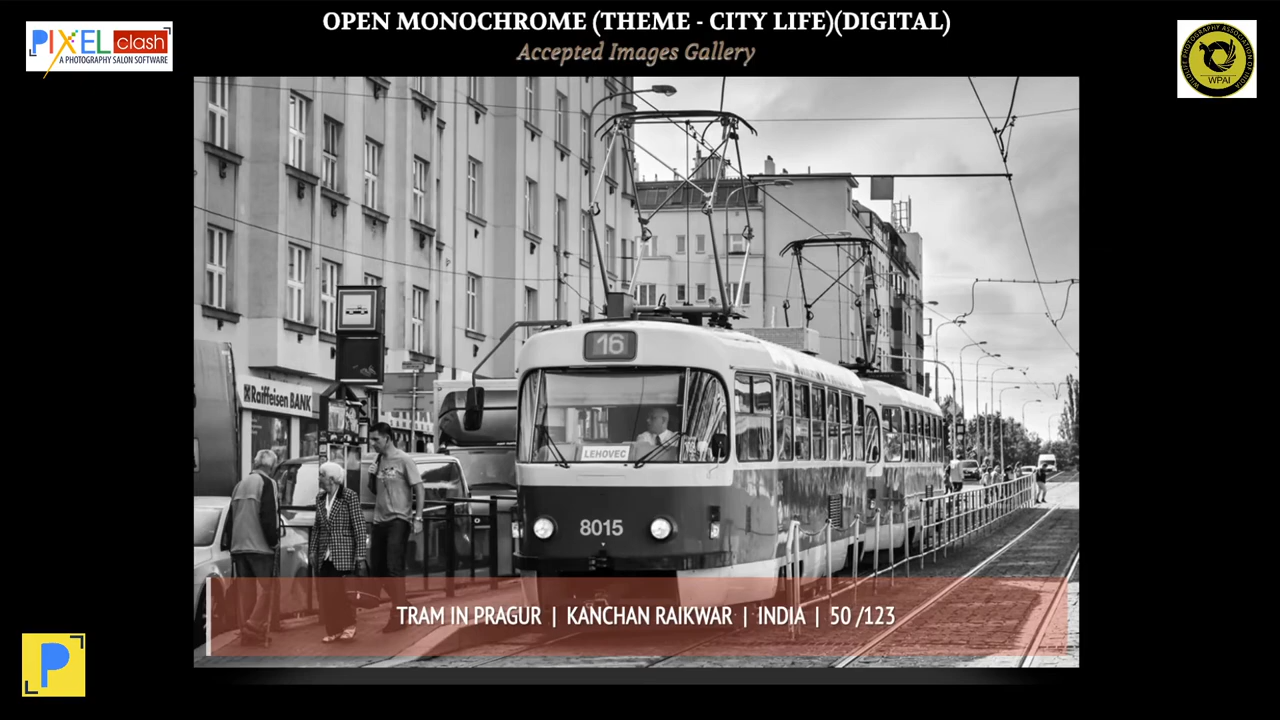 OPEN MONOCHROME (THEME - CITY LIFE)(DIGITAL)
Accepted Images Gallery
PIXEL clash
A PHOTOGRAPHY SALON SOFTWARE
WPAI
16
Raiffeisen BANK
LEHOVEC
8015
TRAM IN PRAGUR | KANCHAN RAIKWAR | INDIA | 50 /123
P